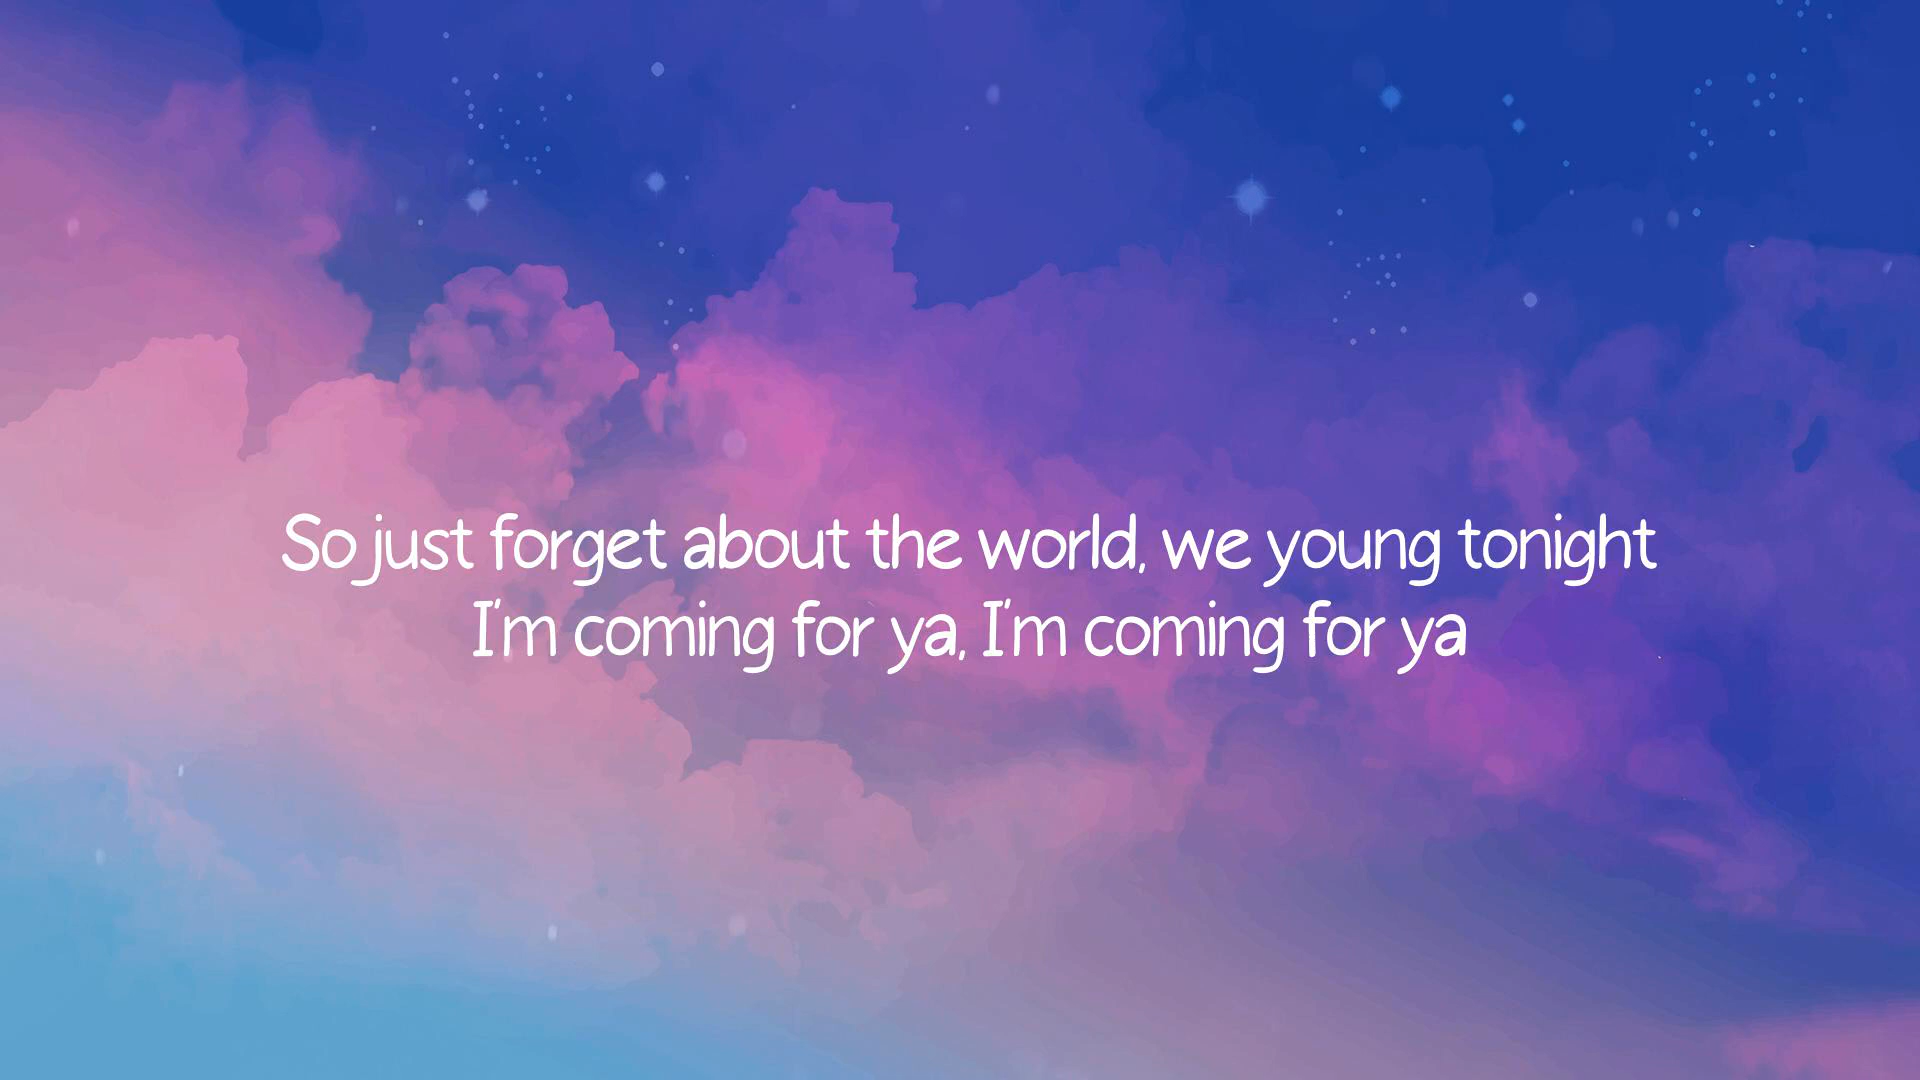 So just forget about the world, we young tonight
I'm coming for ya, I'm coming for ya